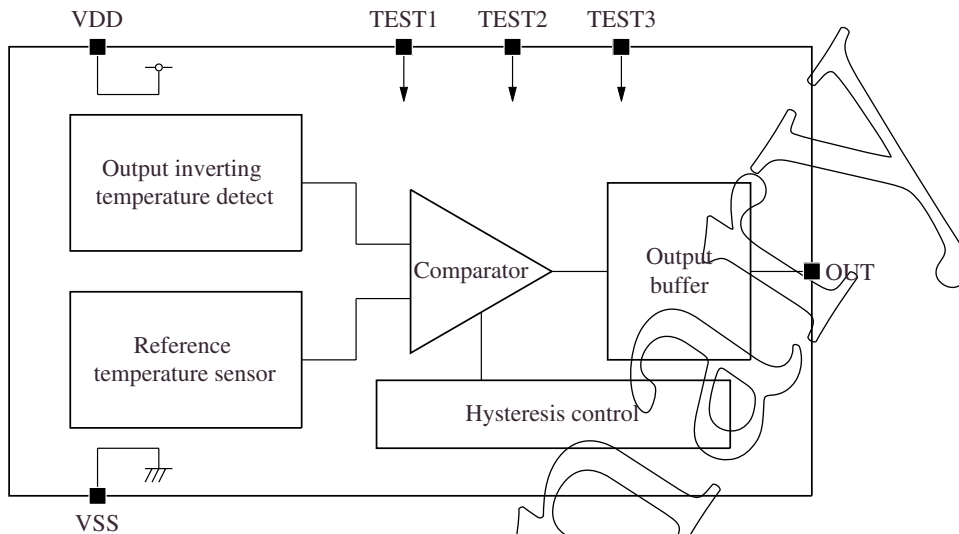 VDD
TEST1
TEST2
TEST3
Output inverting
temperature detect
Comparator
Output
buffer
OUT
Reference
temperature sensor
Hysteresis control
VSS